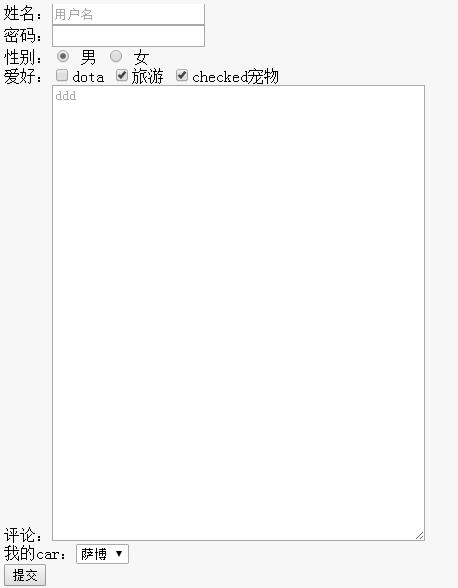 姓名： 用户名
密码：
性别： 男 女
爱好： dota 旅游 checked宠物
ddd
评论：
我的car： 萨博
提交